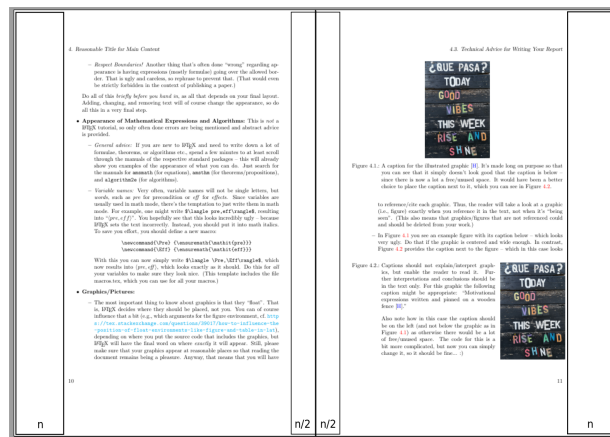 4. Reasonable Title for Main Content
– Respect Boundaries! Another thing that's often done "wrong" regarding ap-
pearance is having expressions (mostly formulae) going over the allowed bor-
der. That is ugly and careless, so rephrase to prevent that. (That would even
be strictly forbidden in the context of publishing a paper.)
Do all of this briefly before you hand in, as all that depends on your final layout.
Adding, changing, and removing text will of course change the appearance, so do
all this in a very final step.
• Appearance of Mathematical Expressions and Algorithms: This is not a
LATEX tutorial, so only often done errors are being mentioned and abstract advice
is provided.
– General advice: If you are new to LATEX and need to write down a lot of
formulae, theorems, or algorithms etc., spend a few minutes to at least scroll
through the manuals of the respective standard packages – this will already
show you examples of the appearance of what you can do. Just search for
the manuals for amsmath (for equations), amsthm (for theorems/propositions),
and algorithm2e (for algorithms).
– Variable names: Very often, variable names will not be single letters, but
words, such as pre for precondition or eff for effects. Since variables are
usually used in math mode, there's the temptation to just write them in math
mode. For example, one might write $\langle pre,eff\rangle$, resulting
into "⟨pre, eff⟩". You hopefully see that this looks incredibly ugly – because
LATEX sets the text incorrectly. Instead, you should put it into math italics.
To save you effort, you should define a new macro:
\newcommand{\Pre} {\ensuremath{\mathit{pre}}}
\newcommand{\Eff} {\ensuremath{\mathit{eff}}}
With this you can now simply write $\langle \Pre,\Eff\rangle$, which
now results into ⟨pre, eff⟩, which looks exactly as it should. Do this for all
your variables to make sure they look nice. (This template includes the file
macros.tex, which you can use for all your macros.)
• Graphics/Pictures:
– The most important thing to know about graphics is that they "float". That
is, LATEX decides where they should be placed, not you. You can of course
influence that a bit (e.g., which arguments for the figure environment, cf. http
s://tex.stackexchange.com/questions/39017/how-to-influence-the
-position-of-float-environments-like-figure-and-table-in-lat),
depending on where you put the source code that includes the graphics, but
LATEX will have the final word on where exactly it will appear. Still, please
make sure that your graphics appear at reasonable places so that reading the
document remains being a pleasure. Anyway, that means that you will have
10
n
n/2
4.3. Technical Advice for Writing Your Report
¿QUE PASA?
TODAY
GOOD
VIBES
THIS WEEK
RISE AND
SHINE
Figure 4.1.: A caption for the illustrated graphic [H]. It's made long on purpose so that
you can see that it simply doesn't look good that the caption is below -
since there is now a lot of free/unused space. It would have been a better
choice to place the caption next to it, which you can see in Figure 4.2.
to reference/cite each graphic. Thus, the reader will take a look at a graphic
(i.e., figure) exactly when you reference it in the text, not when it's "being
seen". (This also means that graphics/figures that are not referenced could
and should be deleted from your work.)
– In Figure 4.1 you see an example figure with its caption below – which looks
very ugly. Do that if the graphic is centered and wide enough. In contrast,
Figure 4.2 provides the caption next to the figure – which in this case looks
Figure 4.2.: Captions should not explain/interpret graph-
ics, but enable the reader to read it. Fur-
ther interpretations and conclusions should be
in the text only. For this graphic the following
caption might be appropriate: "Motivational
expressions written and pinned on a wooden
fence [H]."
Also note how in this case the caption should
be on the left (and not below the graphic as in
Figure 4.1) as otherwise there would be a lot
of free/unused space. The code for this is a
bit more complicated, but now you can simply
change it, so it should be fine... :)
¿QUE PASA?
TODAY
GOOD
VIBES
THIS WEEK
RISE AND
SHINE
11
n/2
n